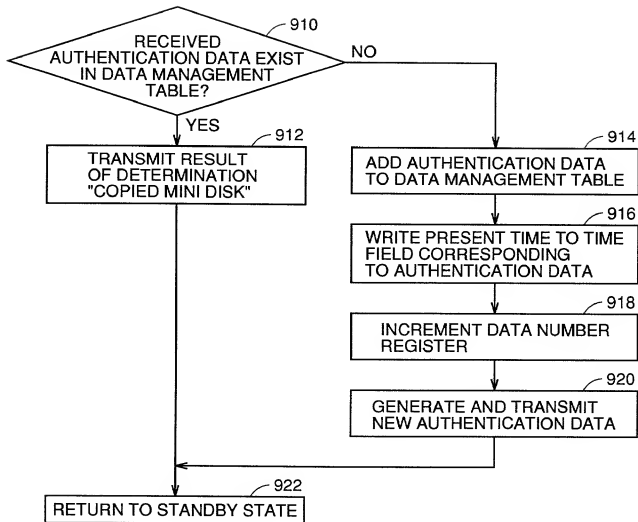 910
RECEIVED
AUTHENTICATION DATA EXIST
IN DATA MANAGEMENT
TABLE?
NO
YES
912
TRANSMIT RESULT
OF DETERMINATION
"COPIED MINI DISK"
914
ADD AUTHENTICATION DATA
TO DATA MANAGEMENT TABLE
916
WRITE PRESENT TIME TO TIME
FIELD CORRESPONDING
TO AUTHENTICATION DATA
918
INCREMENT DATA NUMBER
REGISTER
920
GENERATE AND TRANSMIT
NEW AUTHENTICATION DATA
922
RETURN TO STANDBY STATE